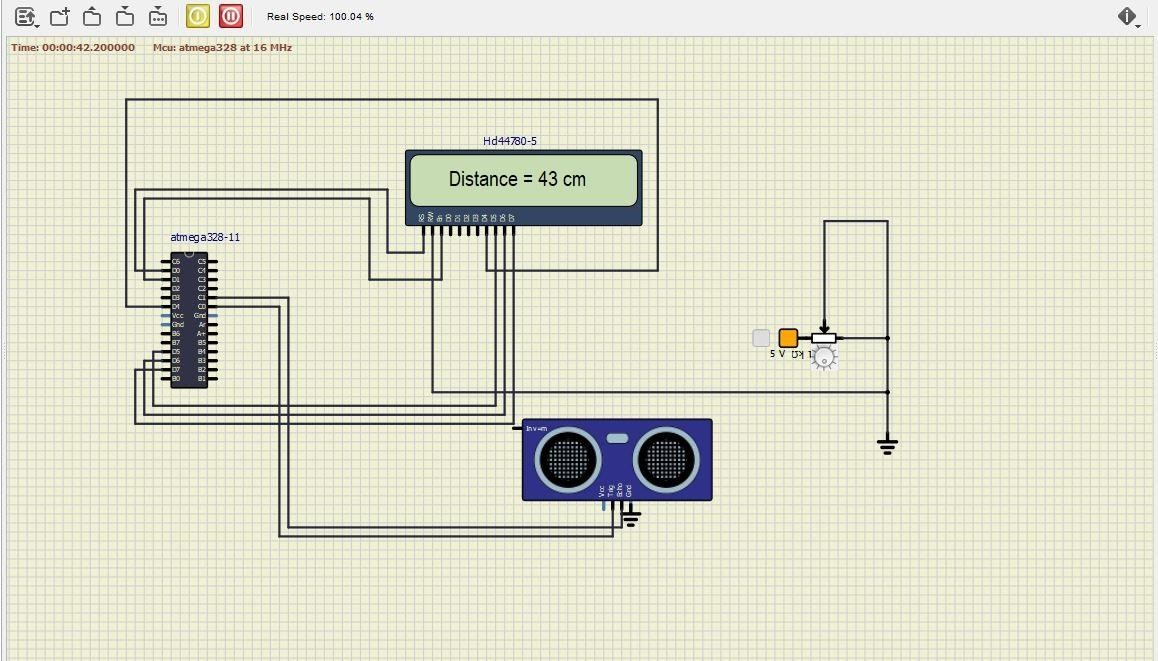 Real Speed: 100.04 %
Time: 00:00:42.200000 Mcu: atmega328 at 16 MHz
Hd44780-5
Distance = 43 cm
RS RW En D0 D1 D2 D3 D4 D5 D6 D7
atmega328-11
C6 C5
D0 C4
D1 C3
D2 C2
D3 C1
D4 C0
Vcc Gnd
Gnd Ar
B6 A+
B7 B5
D5 B4
D6 B3
D7 B2
B0 B1
5 V
In v=m
Vcc Trig Echo Gnd